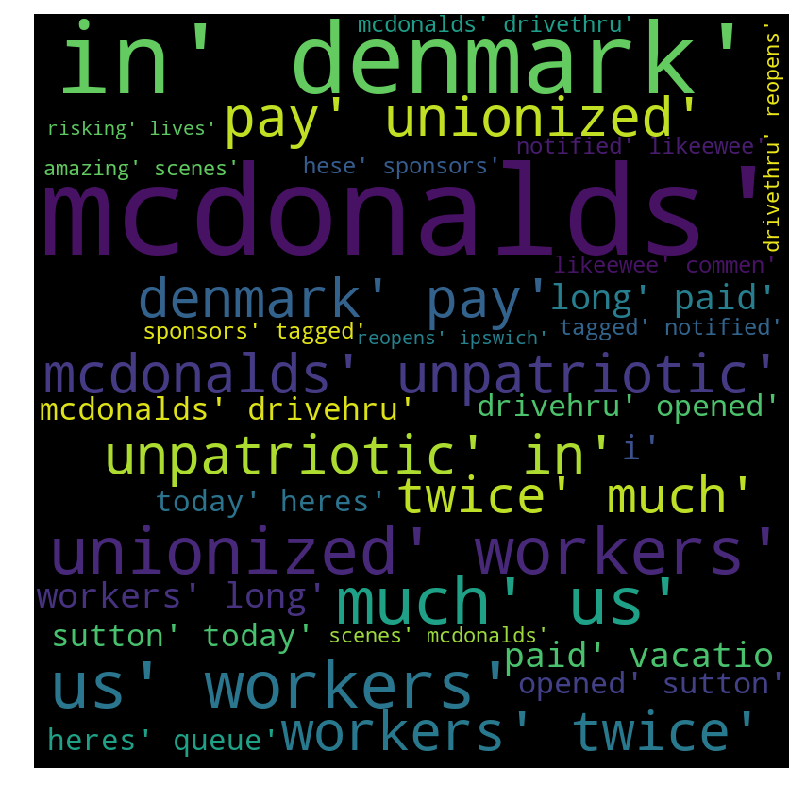 mcdonalds' drivethru'
in' denmark'
drivethru' reopens'
pay' unionized'
risking' lives'
notified' likeewee'
amazing' scenes'
hese' sponsors'
mcdonalds'
likeewee' commen'
denmark' pay'
long' paid'
sponsors' tagged'
reopens' ipswich'
tagged' notified'
mcdonalds' unpatriotic'
mcdonalds' drivehru'
drivehru' opened'
unpatriotic' in'
i'
today' heres'
twice' much'
unionized' workers'
workers' long'
much' us'
sutton' today'
scenes' mcdonalds'
paid' vacatio
us' workers'
opened' sutton'
heres' queue'
workers' twice'